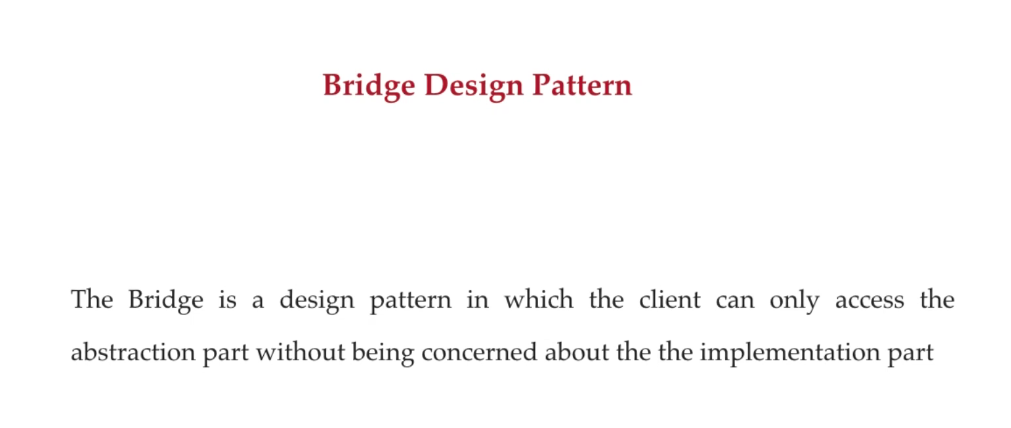 Bridge Design Pattern
The Bridge is a design pattern in which the client can only access the
abstraction part without being concerned about the the implementation part